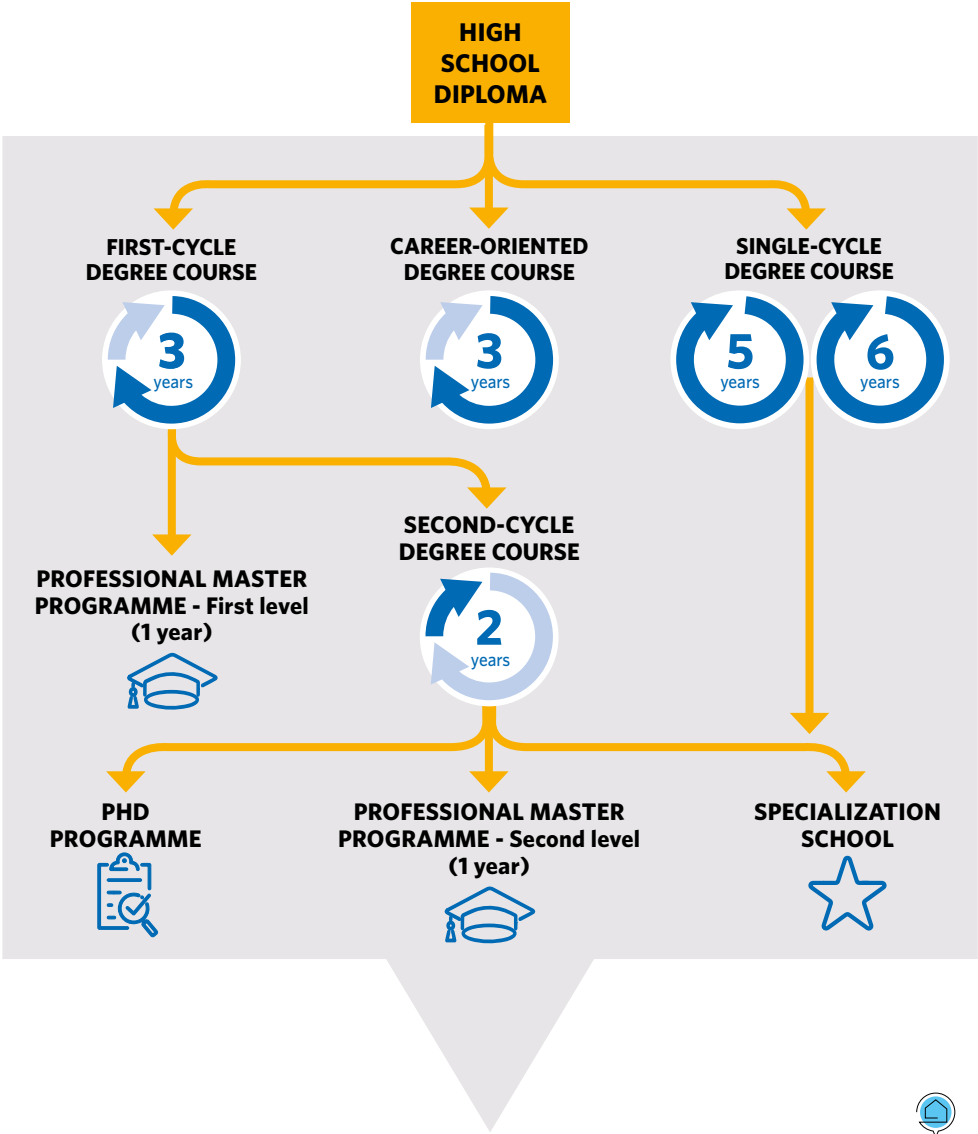 HIGH
SCHOOL
DIPLOMA
FIRST-CYCLE
DEGREE COURSE
3
years
CAREER-ORIENTED
DEGREE COURSE
3
years
SINGLE-CYCLE
DEGREE COURSE
5
years
6
years
PROFESSIONAL MASTER
PROGRAMME - First level
(1 year)
SECOND-CYCLE
DEGREE COURSE
2
years
PHD
PROGRAMME
PROFESSIONAL MASTER
PROGRAMME - Second level
(1 year)
SPECIALIZATION
SCHOOL